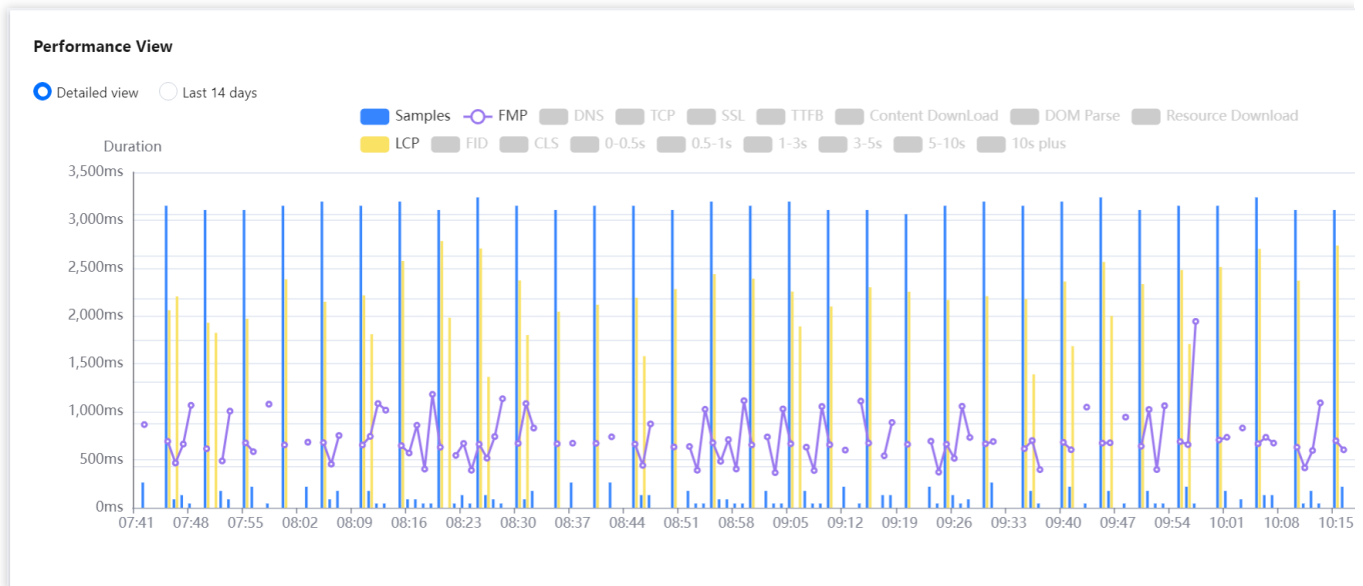 Performance View
Detailed view Last 14 days
Samples FMP DNS TCP SSL TTFB Content DownLoad DOM Parse Resource Download
LCP FID CLS 0-0.5s 0.5-1s 1-3s 3-5s 5-10s 10s plus
Duration
3,500ms
3,000ms
2,500ms
2,000ms
1,500ms
1,000ms
500ms
0ms
07:41 07:48 07:55 08:02 08:09 08:16 08:23 08:30 08:37 08:44 08:51 08:58 09:05 09:12 09:19 09:26 09:33 09:40 09:47 09:54 10:01 10:08 10:15